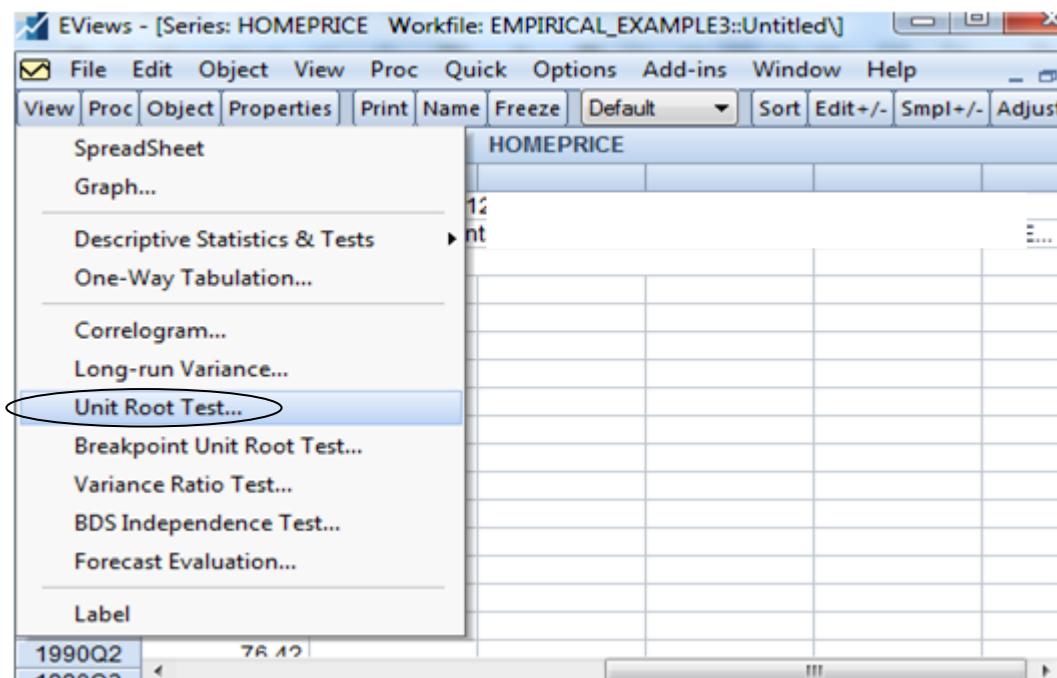 EViews - [Series: HOMEPRICE Workfile: EMPIRICAL_EXAMPLE3::Untitled\]
File Edit Object View Proc Quick Options Add-ins Window Help
View Proc Object Properties Print Name Freeze Default Sort Edit+/- Smpl+/- Adjust
HOMEPRICE
SpreadSheet
Graph...
12
nt
Descriptive Statistics & Tests
One-Way Tabulation...
Correlogram...
Long-run Variance...
Unit Root Test...
Breakpoint Unit Root Test...
Variance Ratio Test...
BDS Independence Test...
Forecast Evaluation...
Label
1990Q2 76.42